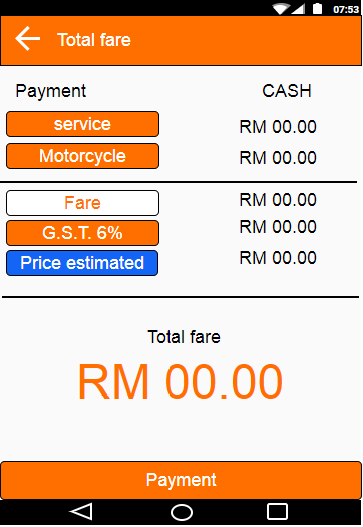 07:53
Total fare
Payment CASH
service RM 00.00
Motorcycle RM 00.00
Fare RM 00.00
G.S.T. 6% RM 00.00
Price estimated RM 00.00
Total fare
RM 00.00
Payment